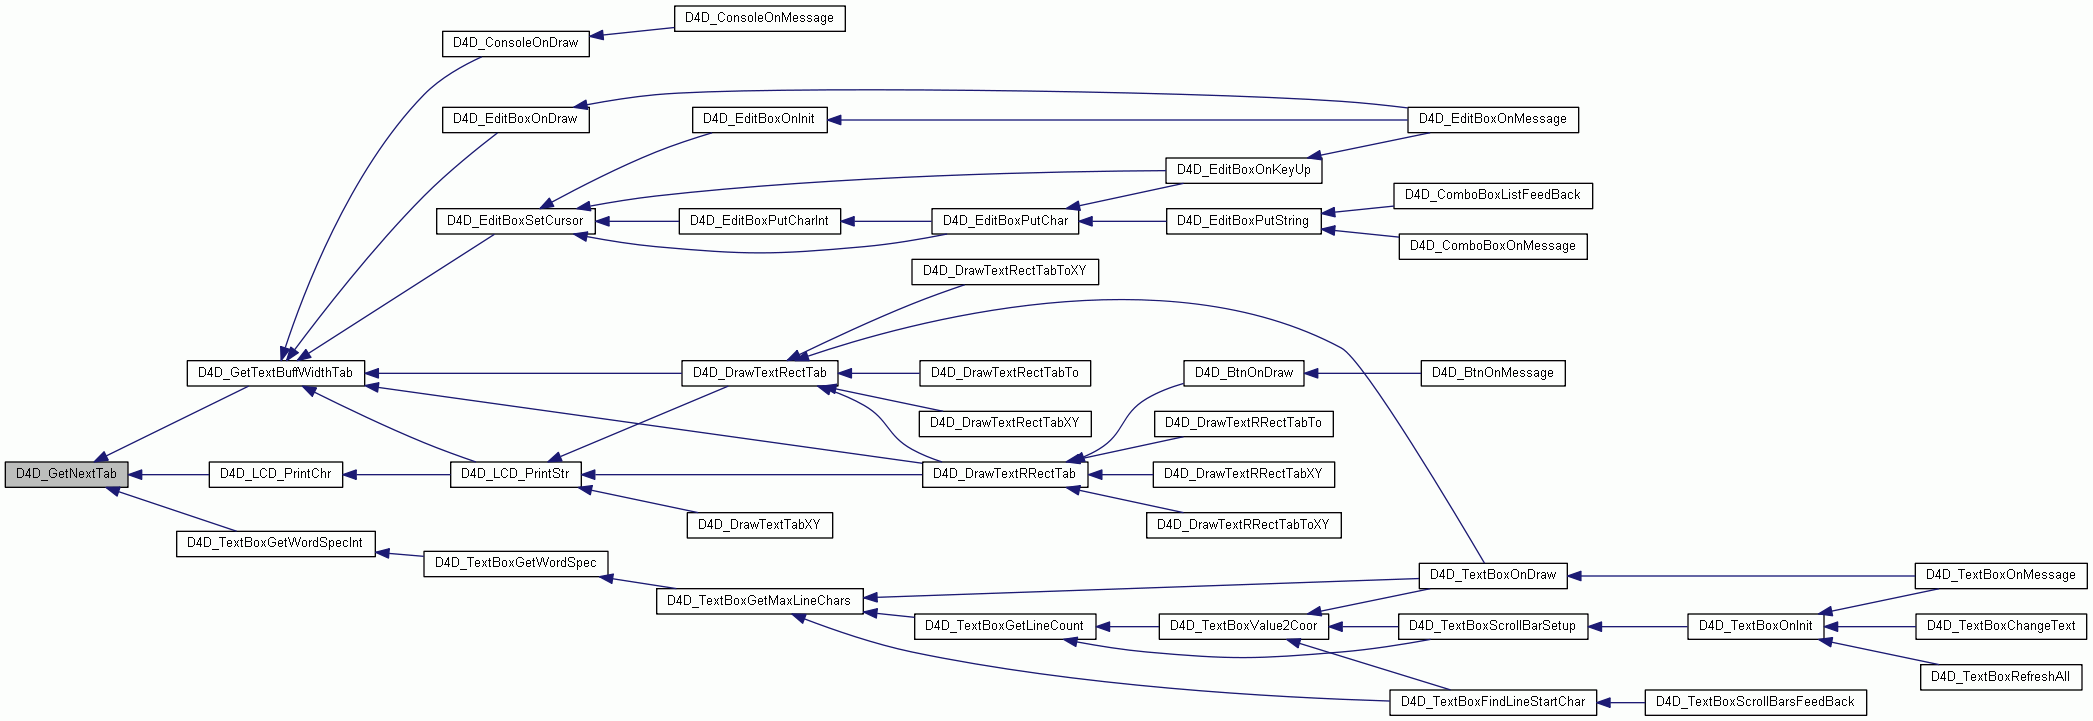 D4D_ConsoleOnMessage
D4D_ConsoleOnDraw
D4D_EditBoxOnDraw
D4D_EditBoxOnInit
D4D_EditBoxOnMessage
D4D_EditBoxOnKeyUp
D4D_ComboBoxListFeedBack
D4D_EditBoxSetCursor
D4D_EditBoxPutCharInt
D4D_EditBoxPutChar
D4D_EditBoxPutString
D4D_ComboBoxOnMessage
D4D_DrawTextRectTabToXY
D4D_GetTextBuffWidthTab
D4D_DrawTextRectTab
D4D_DrawTextRectTabTo
D4D_BtnOnDraw
D4D_BtnOnMessage
D4D_DrawTextRectTabXY
D4D_DrawTextRRectTabTo
D4D_GetNextTab
D4D_LCD_PrintChr
D4D_LCD_PrintStr
D4D_DrawTextRRectTab
D4D_DrawTextRRectTabXY
D4D_DrawTextTabXY
D4D_DrawTextRRectTabToXY
D4D_TextBoxGetWordSpecInt
D4D_TextBoxGetWordSpec
D4D_TextBoxOnDraw
D4D_TextBoxOnMessage
D4D_TextBoxGetMaxLineChars
D4D_TextBoxGetLineCount
D4D_TextBoxValue2Coor
D4D_TextBoxScrollBarSetup
D4D_TextBoxOnInit
D4D_TextBoxChangeText
D4D_TextBoxRefreshAll
D4D_TextBoxFindLineStartChar
D4D_TextBoxScrollBarsFeedBack